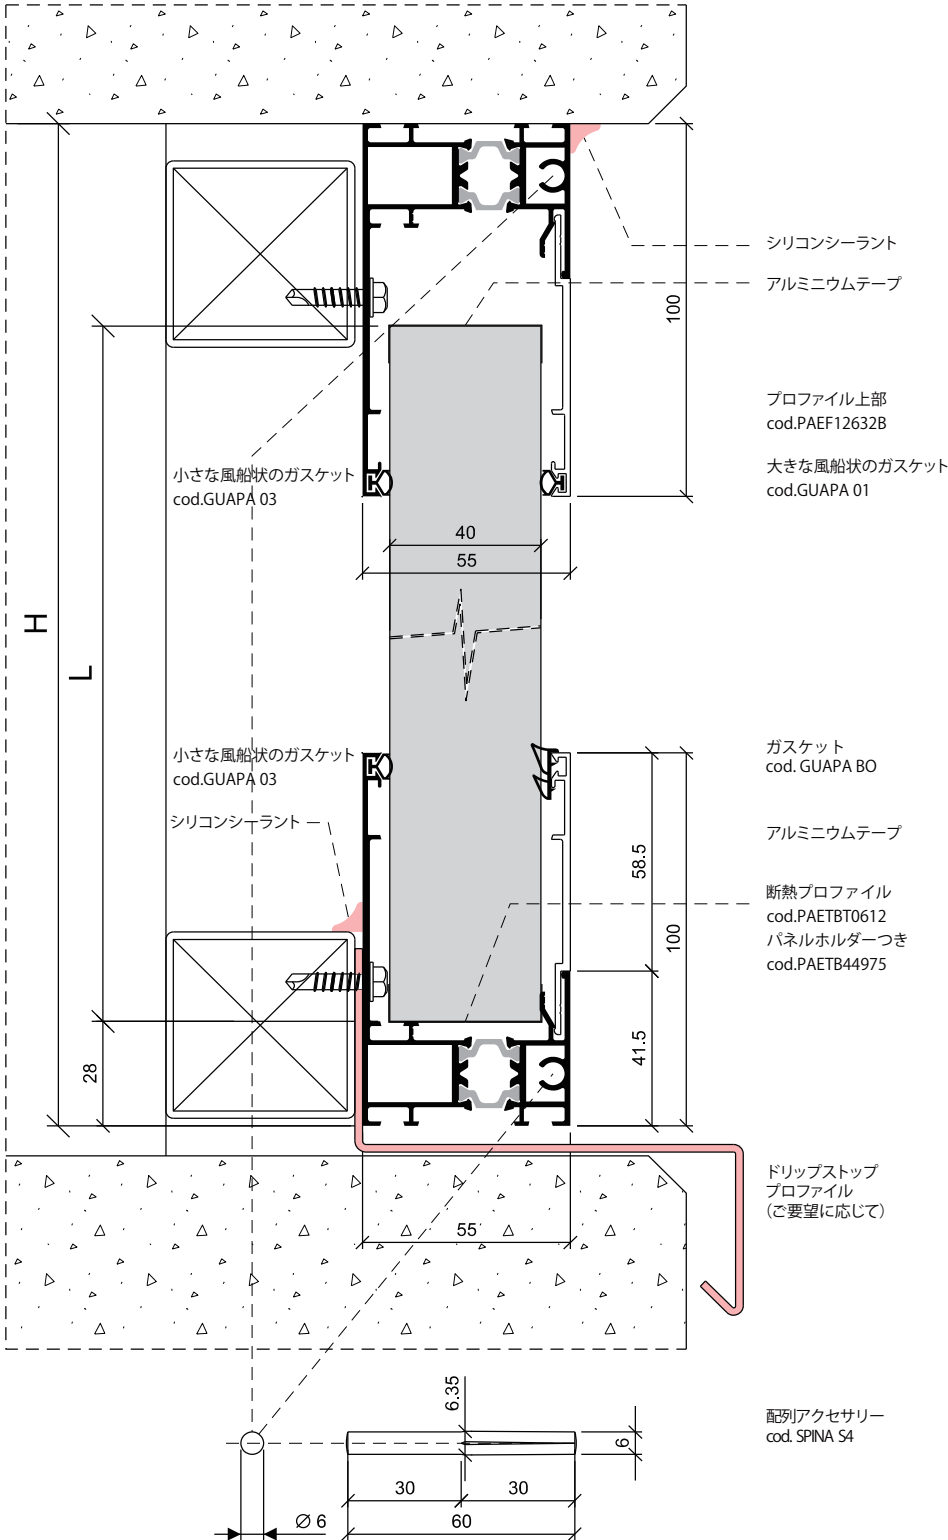 シリコンシーラント
アルミニウムテープ
100
プロファイル上部
cod.PAEF12632B
小さな風船状のガスケット
cod.GUAPA 03
大きな風船状のガスケット
cod.GUAPA 01
40
55
H
L
小さな風船状のガスケット
cod.GUAPA 03
ガスケット
cod. GUAPA BO
シリコンシーラント
アルミニウムテープ
58.5
100
断熱プロファイル
cod.PAETBT0612
パネルホルダーつき
cod.PAETB44975
28
41.5
ドリップストップ
プロファイル
(ご要望に応じて)
55
6.35
配列アクセサリー
cod. SPINA S4
6
30
30
Ø 6
60